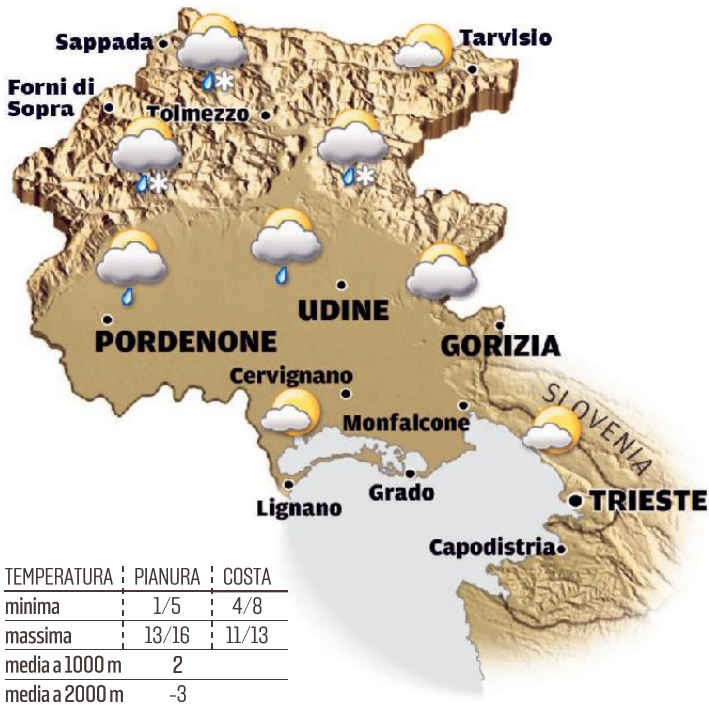 Sappada
Tarvisio
Forni di
Sopra
Tolmezzo
UDINE
PORDENONE
GORIZIA
Cervignano
SLOVENIA
Monfalcone
Lignano
Grado
TRIESTE
Capodistria
TEMPERATURA PIANURA COSTA
minima 1/5 4/8
massima 13/16 11/13
media a 1000 m 2
media a 2000 m -3